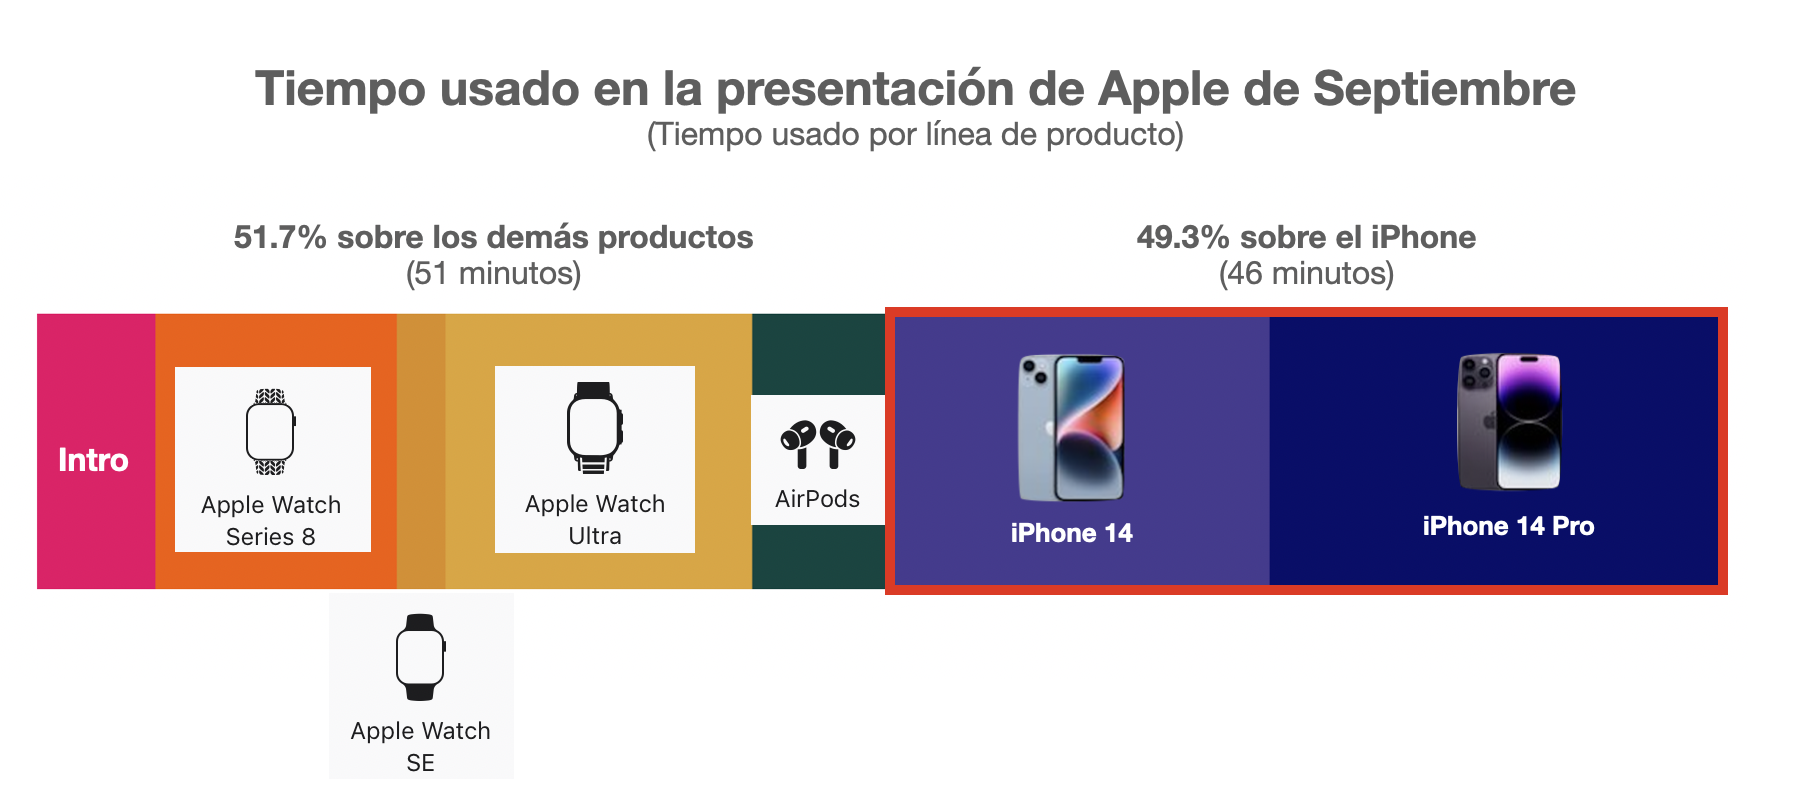 Tiempo usado en la presentación de Apple de Septiembre
(Tiempo usado por línea de producto)
51.7% sobre los demás productos
(51 minutos)
49.3% sobre el iPhone
(46 minutos)
Intro
Apple Watch
Series 8
Apple Watch
Ultra
AirPods
iPhone 14
iPhone 14 Pro
Apple Watch
SE